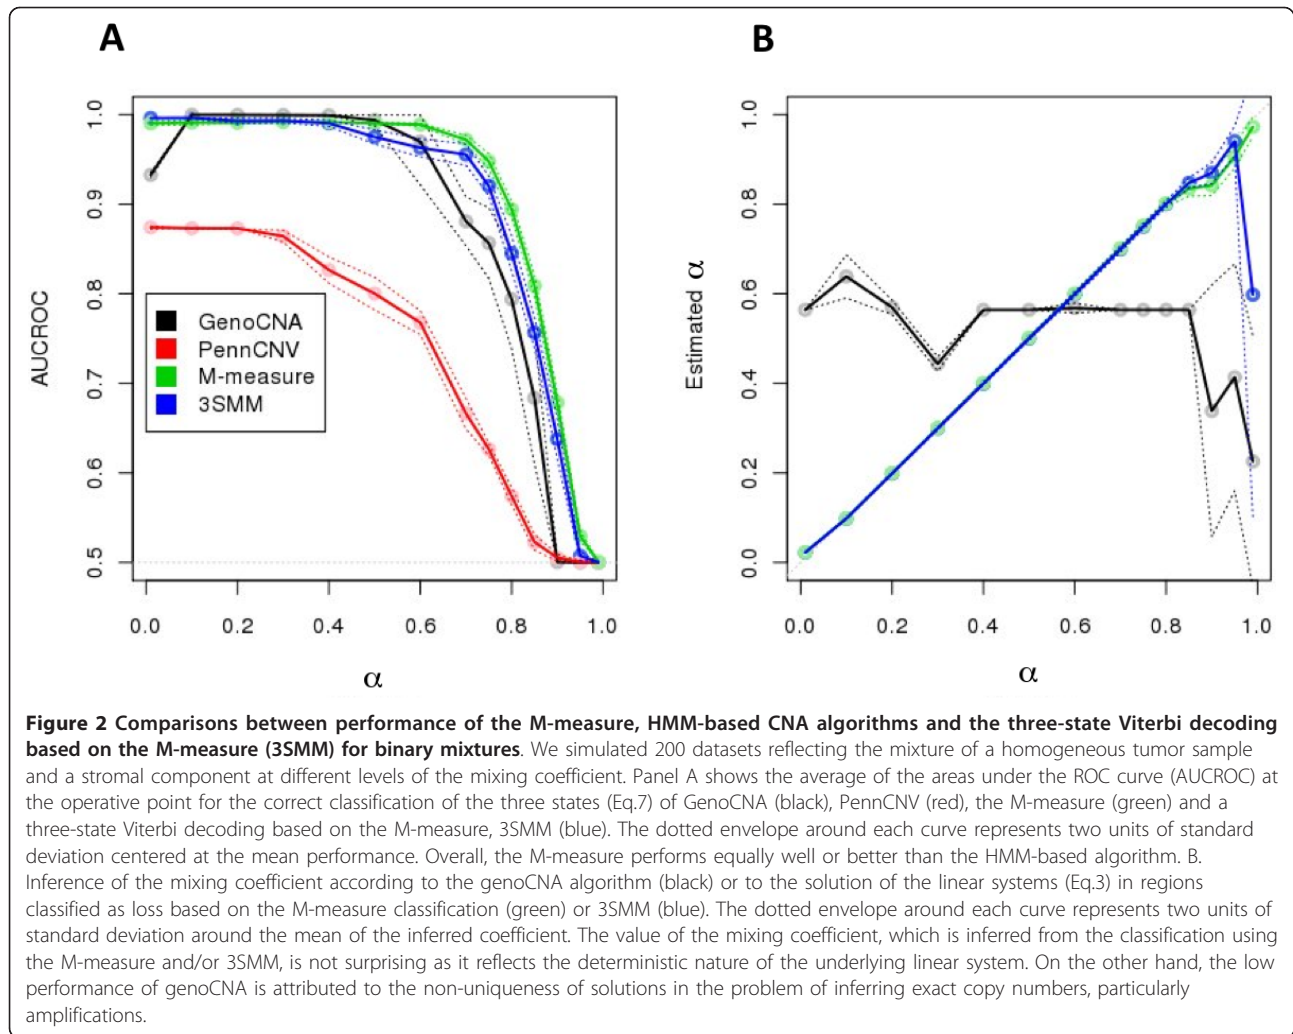 A
B
1.0
0.9
0.8
0.7
0.6
0.5
AUCROC
GenoCNA
PennCNV
M-measure
3SMM
0.0 0.2 0.4 0.6 0.8 1.0
α
1.0
0.8
0.6
0.4
0.2
0.0
Estimated α
0.0 0.2 0.4 0.6 0.8 1.0
α
Figure 2 Comparisons between performance of the M-measure, HMM-based CNA algorithms and the three-state Viterbi decoding
based on the M-measure (3SMM) for binary mixtures. We simulated 200 datasets reflecting the mixture of a homogeneous tumor sample
and a stromal component at different levels of the mixing coefficient. Panel A shows the average of the areas under the ROC curve (AUCROC) at
the operative point for the correct classification of the three states (Eq.7) of GenoCNA (black), PennCNV (red), the M-measure (green) and a
three-state Viterbi decoding based on the M-measure, 3SMM (blue). The dotted envelope around each curve represents two units of standard
deviation centered at the mean performance. Overall, the M-measure performs equally well or better than the HMM-based algorithm. B.
Inference of the mixing coefficient according to the genoCNA algorithm (black) or to the solution of the linear systems (Eq.3) in regions
classified as loss based on the M-measure classification (green) or 3SMM (blue). The dotted envelope around each curve represents two units of
standard deviation around the mean of the inferred coefficient. The value of the mixing coefficient, which is inferred from the classification using
the M-measure and/or 3SMM, is not surprising as it reflects the deterministic nature of the underlying linear system. On the other hand, the low
performance of genoCNA is attributed to the non-uniqueness of solutions in the problem of inferring exact copy numbers, particularly
amplifications.